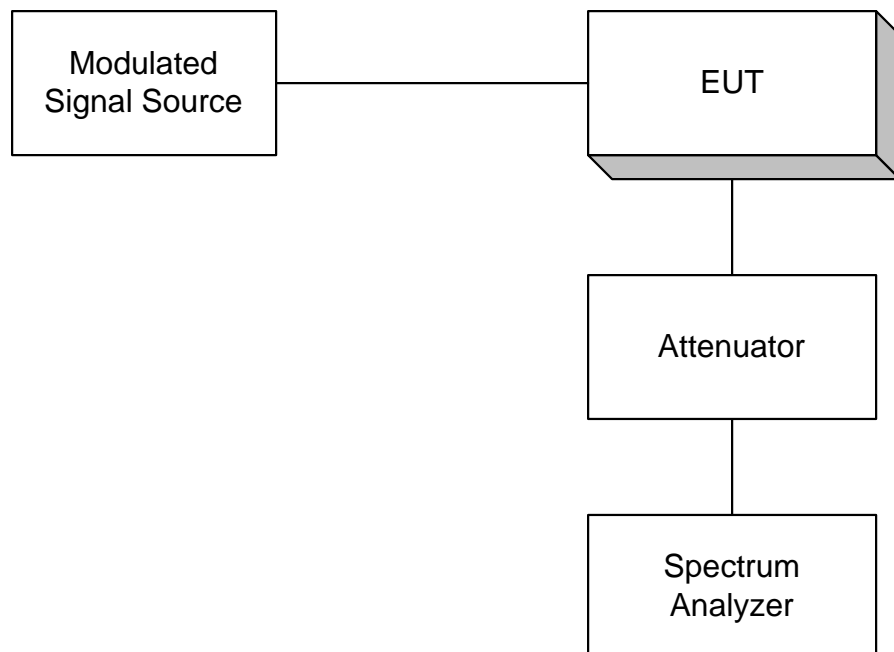 Modulated
Signal Source
EUT
Attenuator
Spectrum
Analyzer